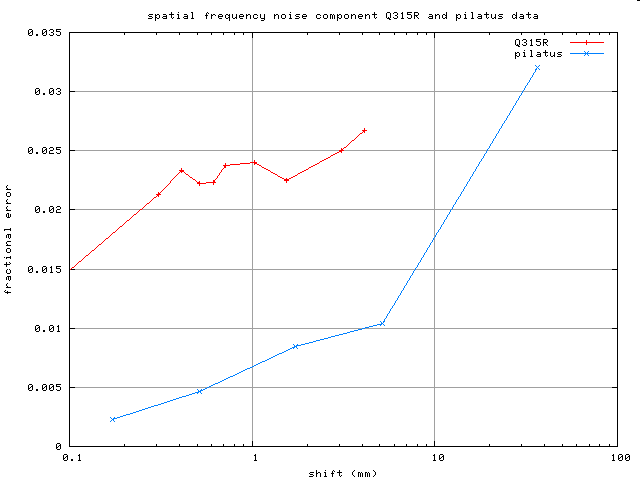 spatial frequency noise component Q315R and pilatus data
Q315R
pilatus
0.035
0.03
0.025
0.02
0.015
0.01
0.005
0
fractional error
0.1 1 10 100
shift (mm)